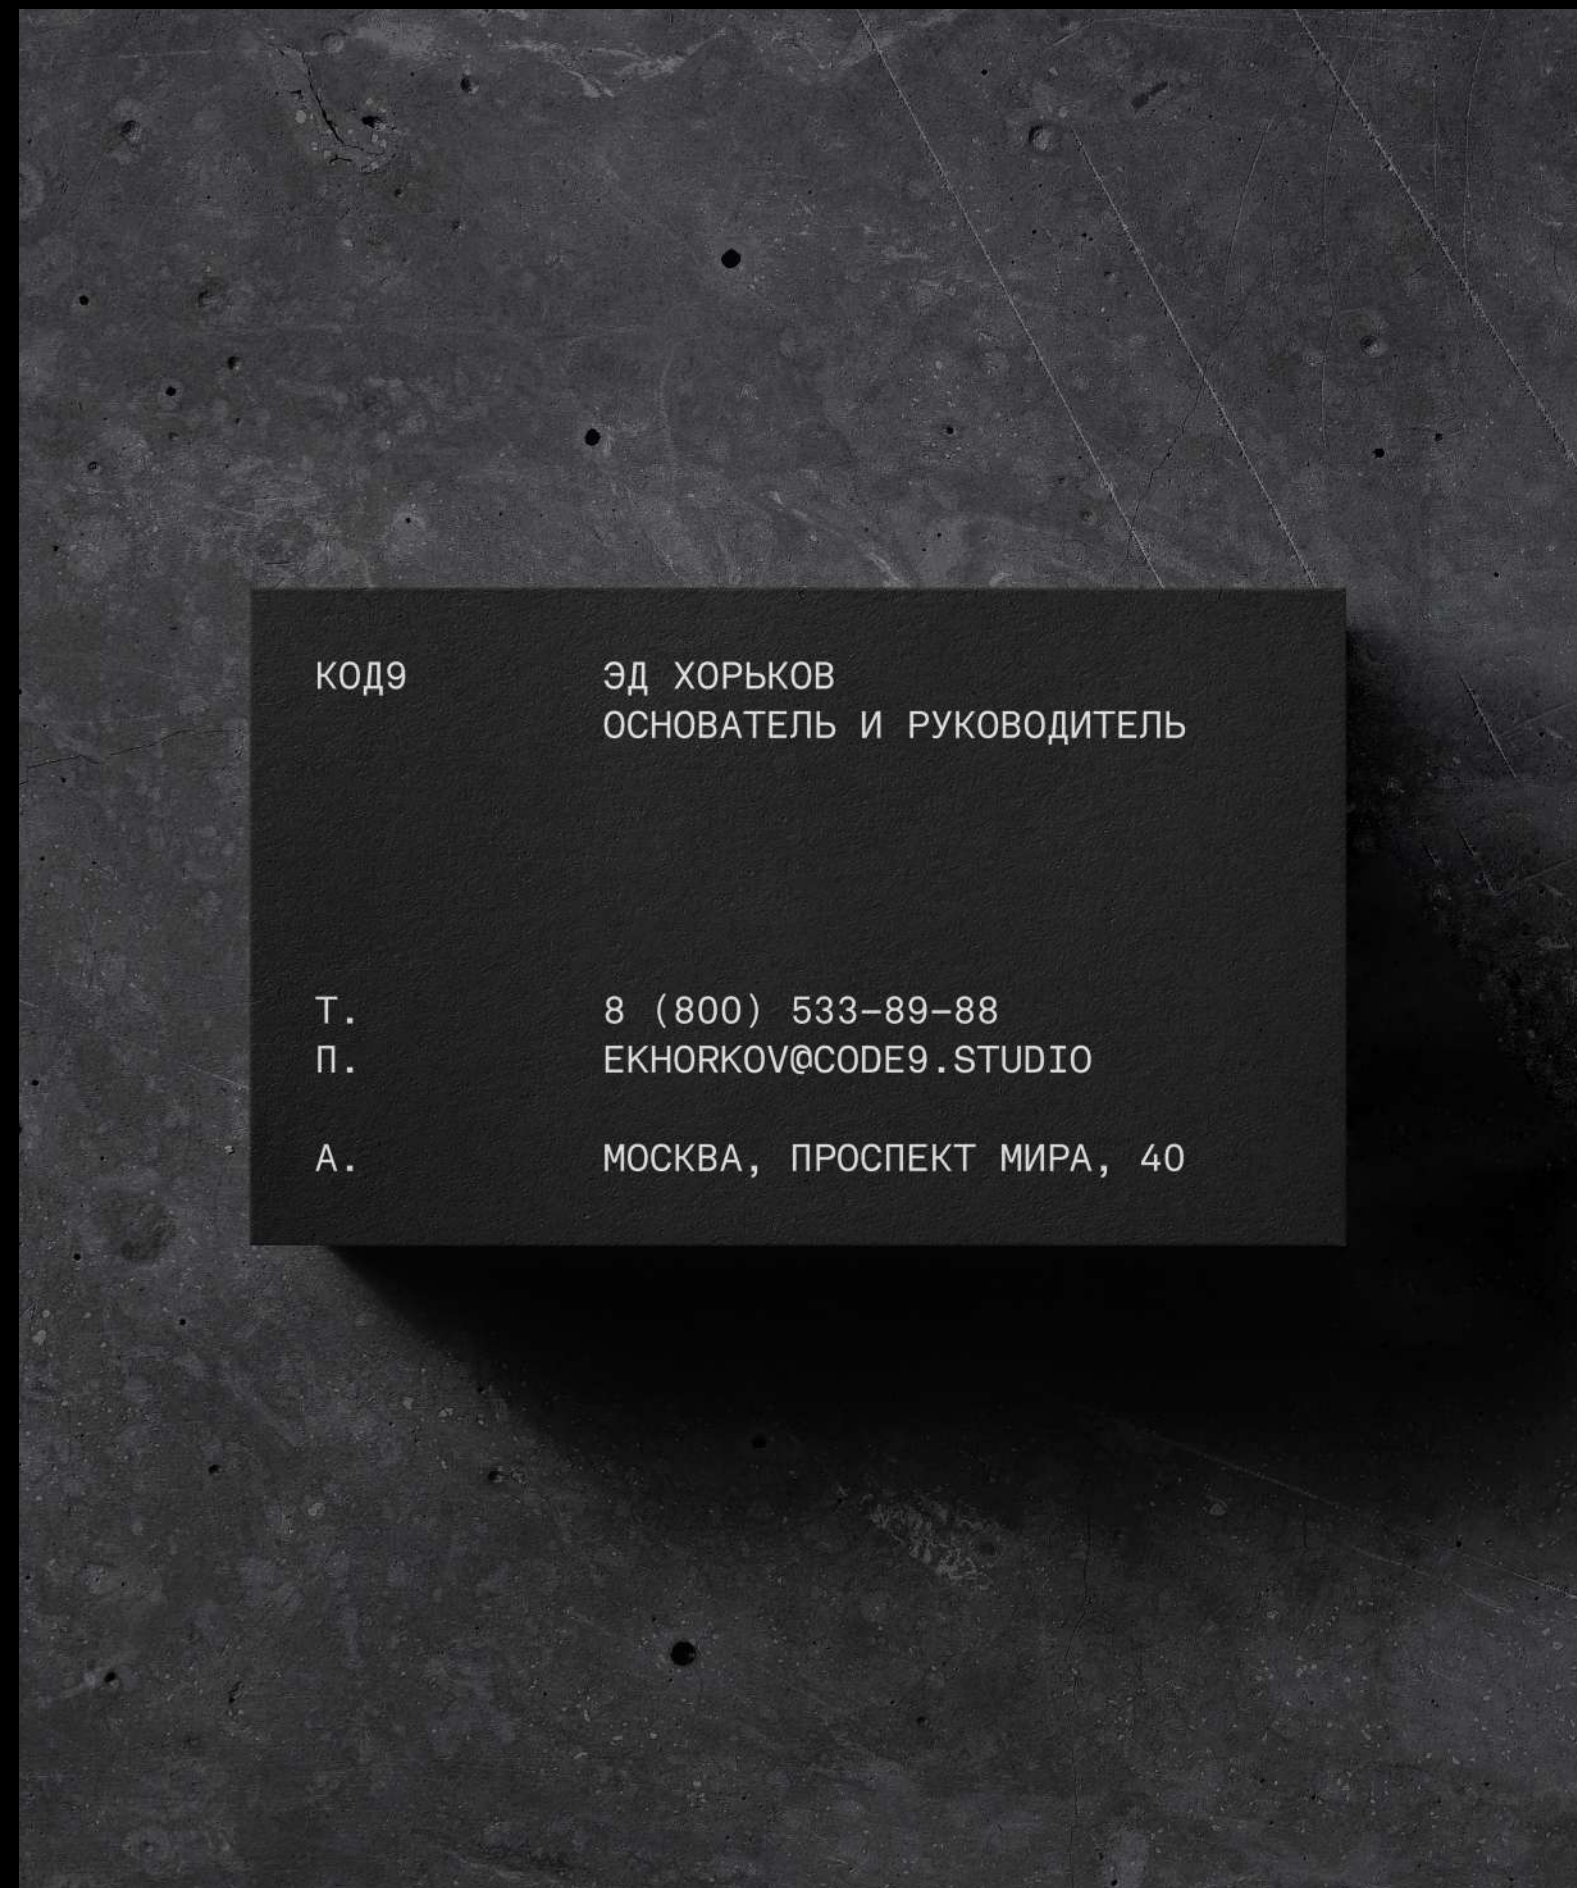 КОД9 ЭД ХОРЬКОВ
ОСНОВАТЕЛЬ И РУКОВОДИТЕЛЬ
Т. 8 (800) 533–89–88
П. EKHORKOV@CODE9.STUDIO
А. МОСКВА, ПРОСПЕКТ МИРА, 40